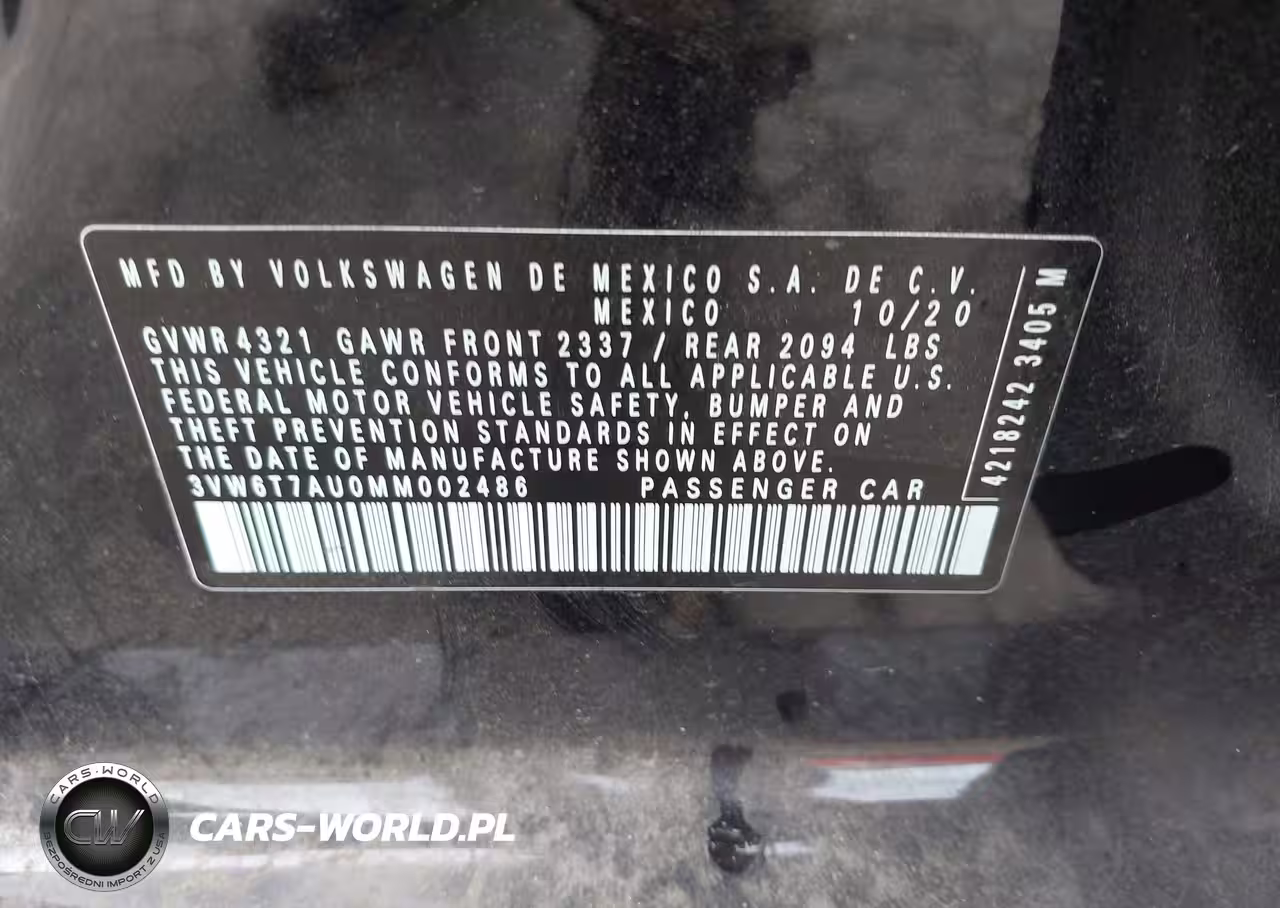 MFD BY VOLKSWAGEN DE MEXICO S.A. DE C.V.
MEXICO 10/20
GVWR4321 GAWR FRONT 2337 / REAR 2094 LBS
THIS VEHICLE CONFORMS TO ALL APPLICABLE U.S.
FEDERAL MOTOR VEHICLE SAFETY, BUMPER AND
THEFT PREVENTION STANDARDS IN EFFECT ON
THE DATE OF MANUFACTURE SHOWN ABOVE.
3VW6T7AU0MM002486 PASSENGER CAR
4218242 3405 M
CARS-WORLD
CW
BEZPOŚREDNI IMPORT Z USA
CARS-WORLD.PL